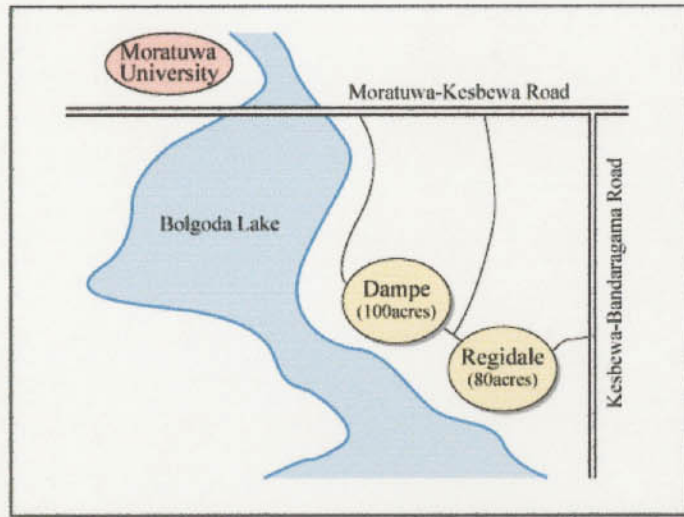 Moratuwa
University
Moratuwa-Kesbewa Road
Bolgoda Lake
Dampe
(100acres)
Regidale
(80acres)
Kesbewa-Bandaragama Road